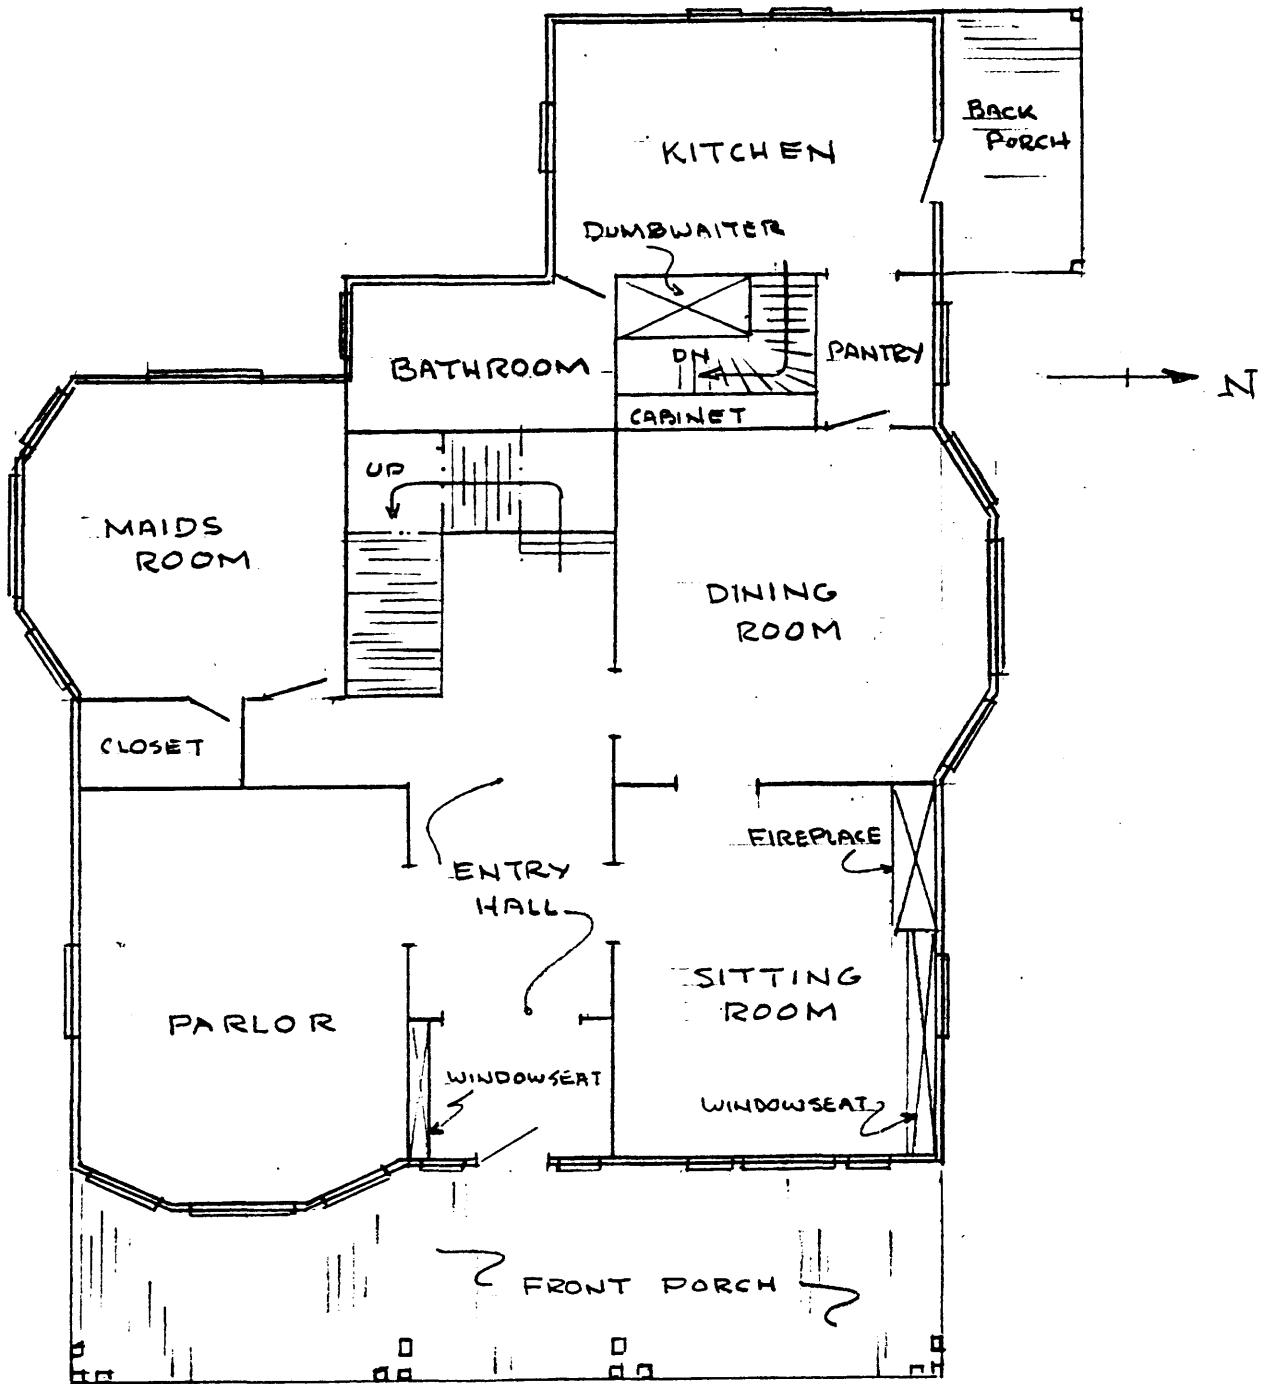 BACK
PORCH
KITCHEN
DUMBWAITER
DN
PANTRY
BATHROOM
N
CABINET
UP
MAIDS
ROOM
DINING
ROOM
CLOSET
FIREPLACE
ENTRY
HALL
SITTING
ROOM
PARLOR
WINDOWSEAT
WINDOWSEAT
FRONT PORCH